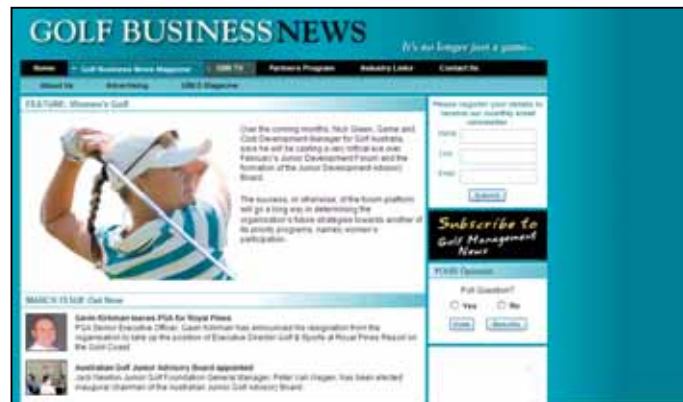 GOLF BUSINESS NEWS
It's no longer just a game...
Home
Golf Business News Magazine
GBN TV
Partners Program
Industry Links
Contact Us
About Us
Advertising
Magazine
FEATURE: Women's Golf
Over the coming months, Nick Green, Game and
Club Development Manager for Golf Australia,
says he will be casting a very critical eye over
February's Junior Development Forum and the
formation of the Junior Development Advisory
Board.
The success, or otherwise, of the forum platform
will go a long way in determining the
organisation's future strategies towards another of
its priority programs, namely women's
participation.
MARCH ISSUE Out Now
Gavin Kirkman leaves PGA for Royal Pines
PGA Senior Executive Officer, Gavin Kirkman has announced his resignation from the
organisation to take up the position of Executive Director Golf & Sports at Royal Pines Resort on
the Gold Coast.
Australian Golf Junior Advisory Board appointed
Jack Newton Junior Golf Foundation General Manager, Peter Van Wegen, has been elected
inaugural chairman of the Australian Junior Golf Advisory Board.
Please register your details to
receive our monthly email
newsletter
Name
Email
Submit
Subscribe to
Golf Management
News
YOUR Opinion
Poll Question?
Yes
No
Vote
Results